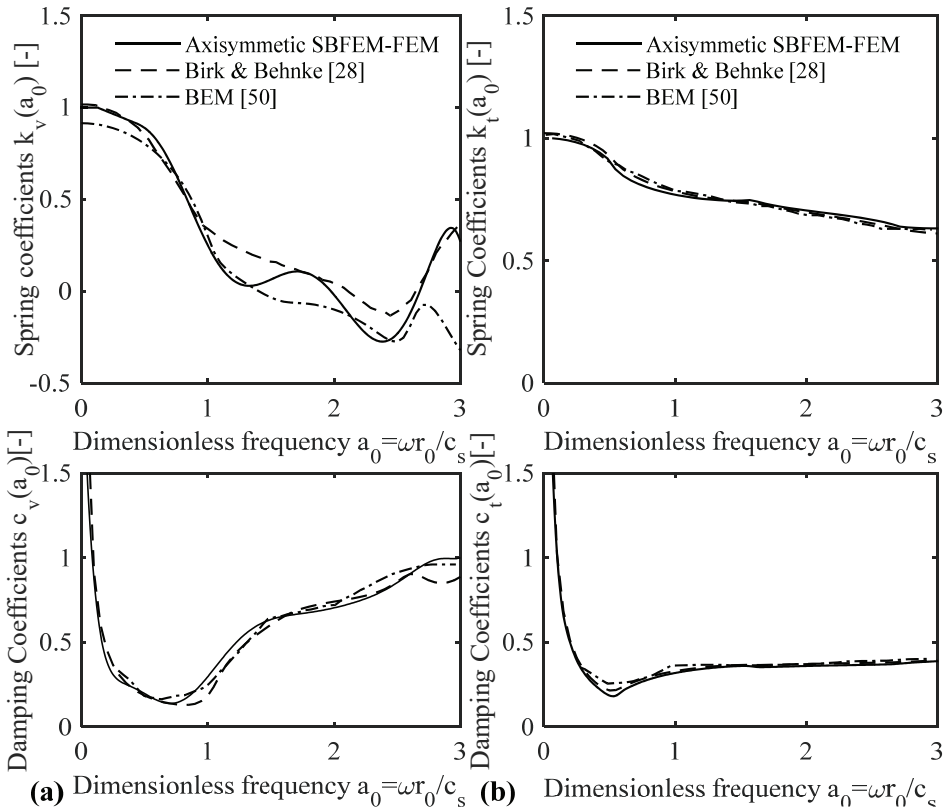 Spring coefficients k_v(a_0) [-]
1.5
1
0.5
0
-0.5
Axisymmetic SBFEM-FEM
Birk & Behnke [28]
BEM [50]
0 1 2 3
Dimensionless frequency a_0=ωr_0/c_s
Spring Coefficients k_t(a_0) [-]
1.5
1
0.5
0
Axisymmetic SBFEM-FEM
Birk & Behnke [28]
BEM [50]
0 1 2 3
Dimensionless frequency a_0=ωr_0/c_s
Damping Coefficients c_v(a_0)[-]
1.5
1
0.5
0
0 1 2 3
(a) Dimensionless frequency a_0=ωr_0/c_s
Damping Coefficients c_t(a_0)[-]
1.5
1
0.5
0
0 1 2 3
(b) Dimensionless frequency a_0=ωr_0/c_s